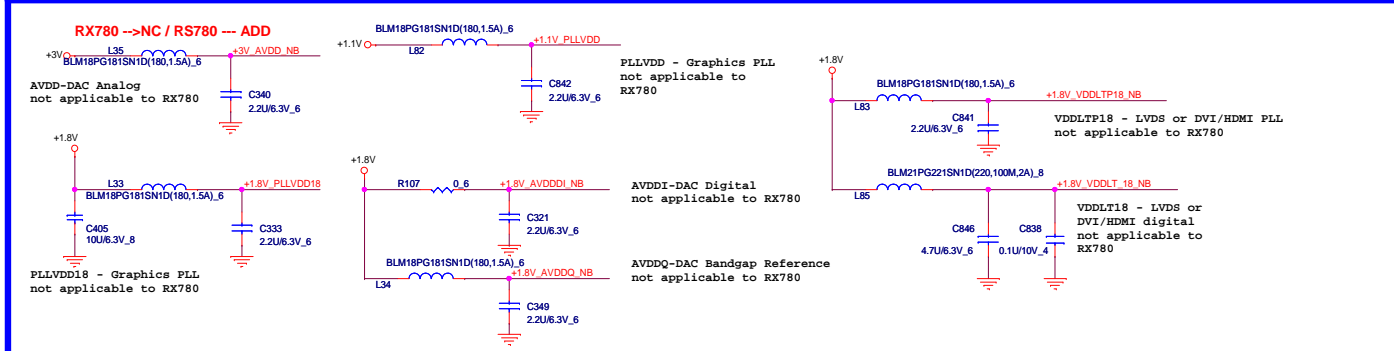 RX780 -->NC / RS780 --- ADD
+3V
L35
+3V_AVDD_NB
BLM18PG181SN1D(180,1.5A)_6
AVDD-DAC Analog
not applicable to RX780
C340
2.2U/6.3V_6
BLM18PG181SN1D(180,1.5A)_6
+1.1V
L82
+1.1V_PLLVDD
C842
2.2U/6.3V_6
PLLVDD - Graphics PLL
not applicable to
RX780
+1.8V
BLM18PG181SN1D(180,1.5A)_6
L83
+1.8V_VDDLTP18_NB
C841
2.2U/6.3V_6
VDDLTP18 - LVDS or DVI/HDMI PLL
not applicable to RX780
+1.8V
L33
+1.8V_PLLVDD18
BLM18PG181SN1D(180,1.5A)_6
C405
10U/6.3V_8
C333
2.2U/6.3V_6
PLLVDD18 - Graphics PLL
not applicable to RX780
+1.8V
R107
0_6
+1.8V_AVDDDI_NB
C321
2.2U/6.3V_6
AVDDI-DAC Digital
not applicable to RX780
BLM18PG181SN1D(180,1.5A)_6
L34
+1.8V_AVDDQ_NB
C349
2.2U/6.3V_6
AVDDQ-DAC Bandgap Reference
not applicable to RX780
BLM21PG221SN1D(220,100M,2A)_8
L85
+1.8V_VDDLT_18_NB
C846
4.7U/6.3V_6
C838
0.1U/10V_4
VDDLT18 - LVDS or
DVI/HDMI digital
not applicable to
RX780